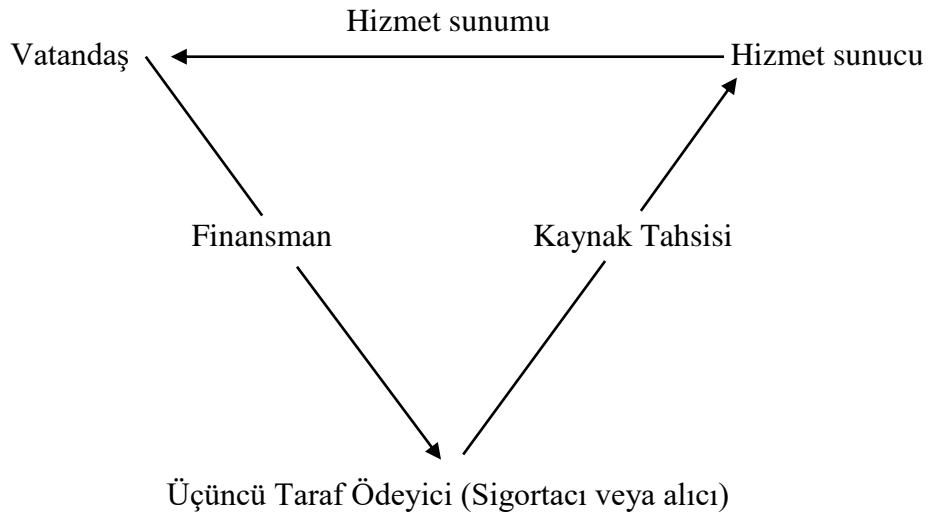 Hizmet sunumu
Vatandaş
Hizmet sunucu
Finansman
Kaynak Tahsisi
Üçüncü Taraf Ödeyici (Sigortacı veya alıcı)